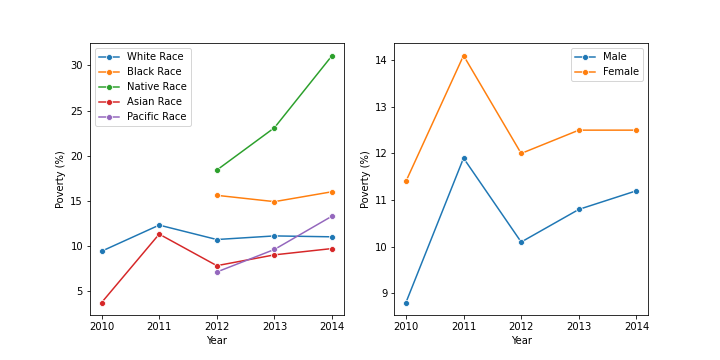 White Race
Black Race
Native Race
Asian Race
Pacific Race
30
25
20
15
10
5
Poverty (%)
2010 2011 2012 2013 2014
Year
Male
Female
14
13
12
11
10
9
Poverty (%)
2010 2011 2012 2013 2014
Year